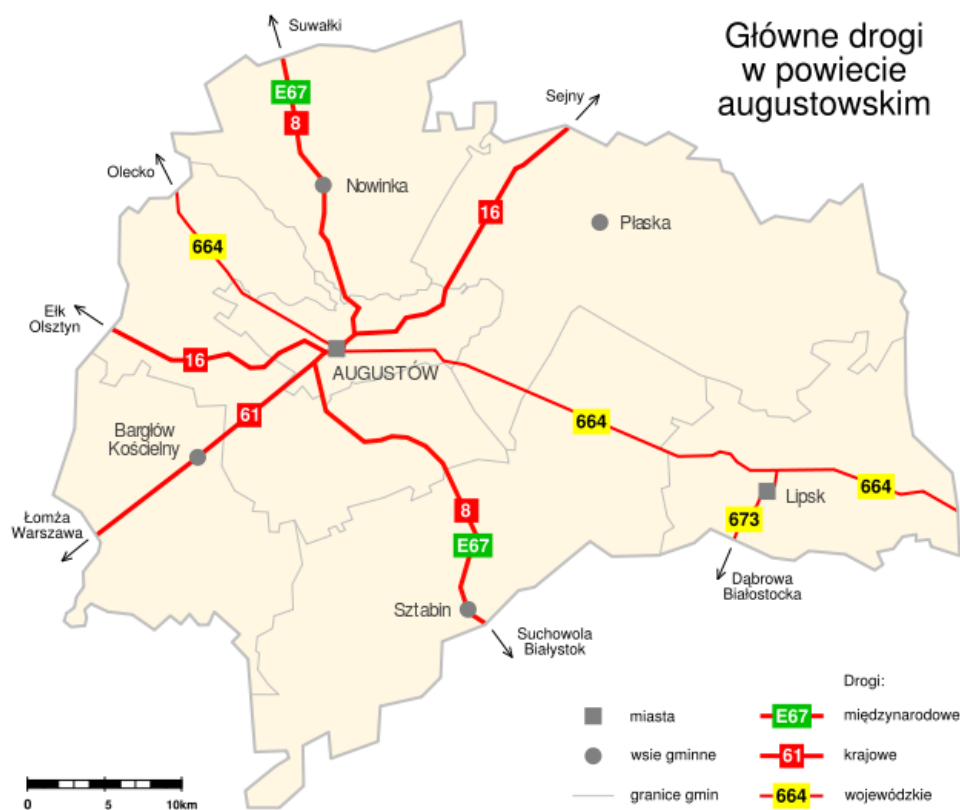 Główne drogi
w powiecie
augustowskim
Suwałki
E67
8
Sejny
Olecko
Nowinka
16
Płaska
664
Ełk
Olsztyn
16
AUGUSTÓW
61
664
Bargłów
Kościelny
664
Lipsk
8
673
Łomża
Warszawa
E67
Dąbrowa
Białostocka
Sztabin
Suchowola
Białystok
Drogi:
miasta
E67
międzynarodowe
wsie gminne
61
krajowe
granice gmin
664
wojewódzkie
0
5
10km